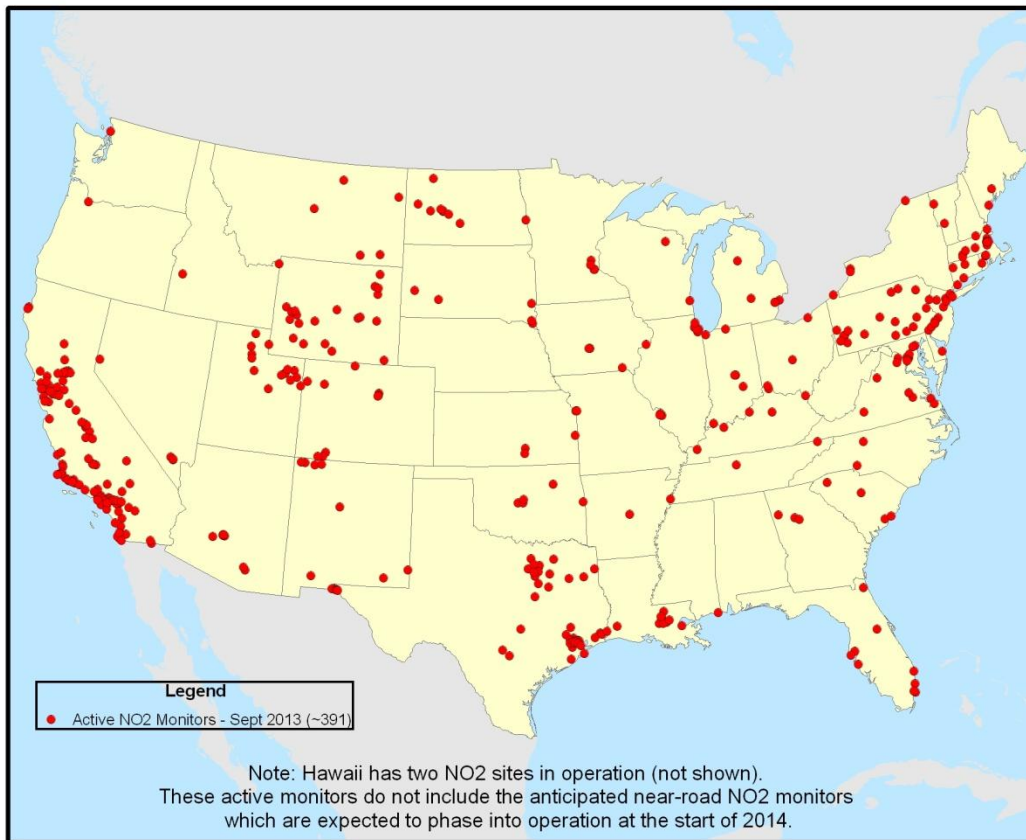 Legend
Active NO2 Monitors - Sept 2013 (~391)
Note: Hawaii has two NO2 sites in operation (not shown).
These active monitors do not include the anticipated near-road NO2 monitors
which are expected to phase into operation at the start of 2014.